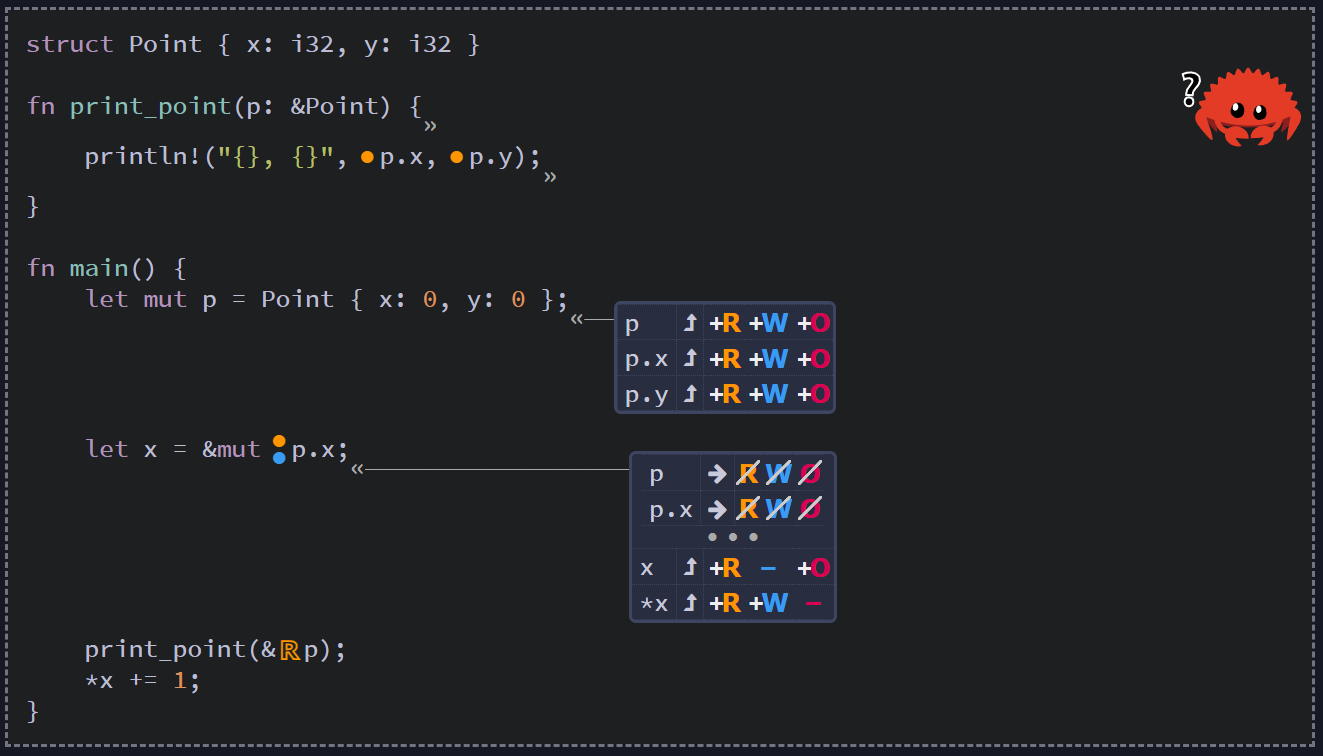 struct Point { x: i32, y: i32 }
fn print_point(p: &Point) {
»
?
println!("{}, {}", ●p.x, ●p.y);
»
}
fn main() {
let mut p = Point { x: 0, y: 0 };
«
p ⮥ +R +W +O
p.x ⮥ +R +W +O
p.y ⮥ +R +W +O
let x = &mut p.x;
«
p → R W O
p.x → R W O
● ● ●
x ⮥ +R - +O
*x ⮥ +R +W -
print_point(&ℝp);
*x += 1;
}